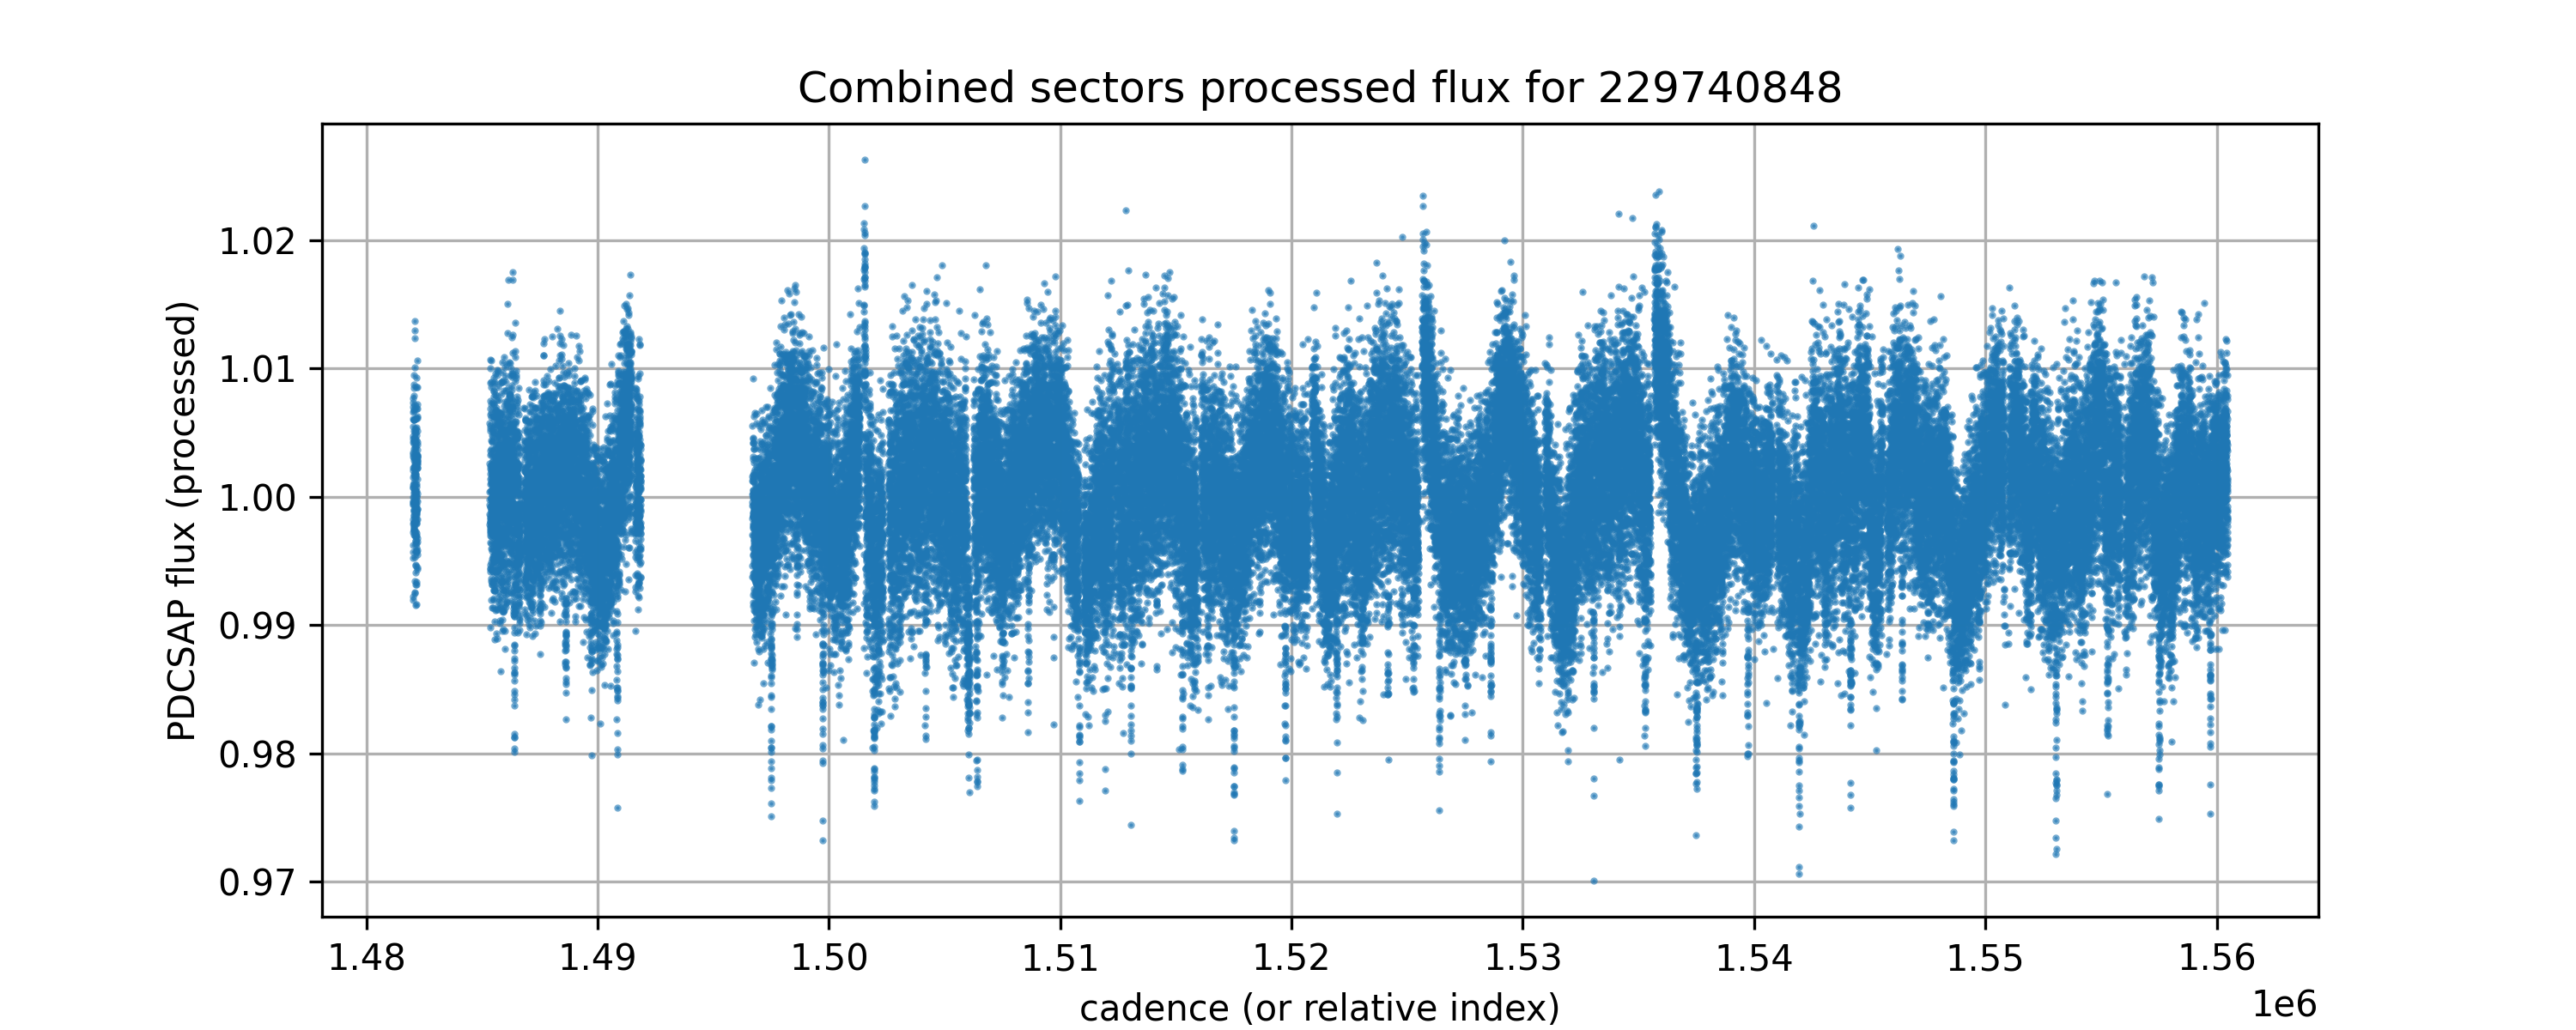 Combined sectors processed flux for 229740848
PDCSAP flux (processed)
1.02
1.01
1.00
0.99
0.98
0.97
1.48 1.49 1.50 1.51 1.52 1.53 1.54 1.55 1.56
1e6
cadence (or relative index)